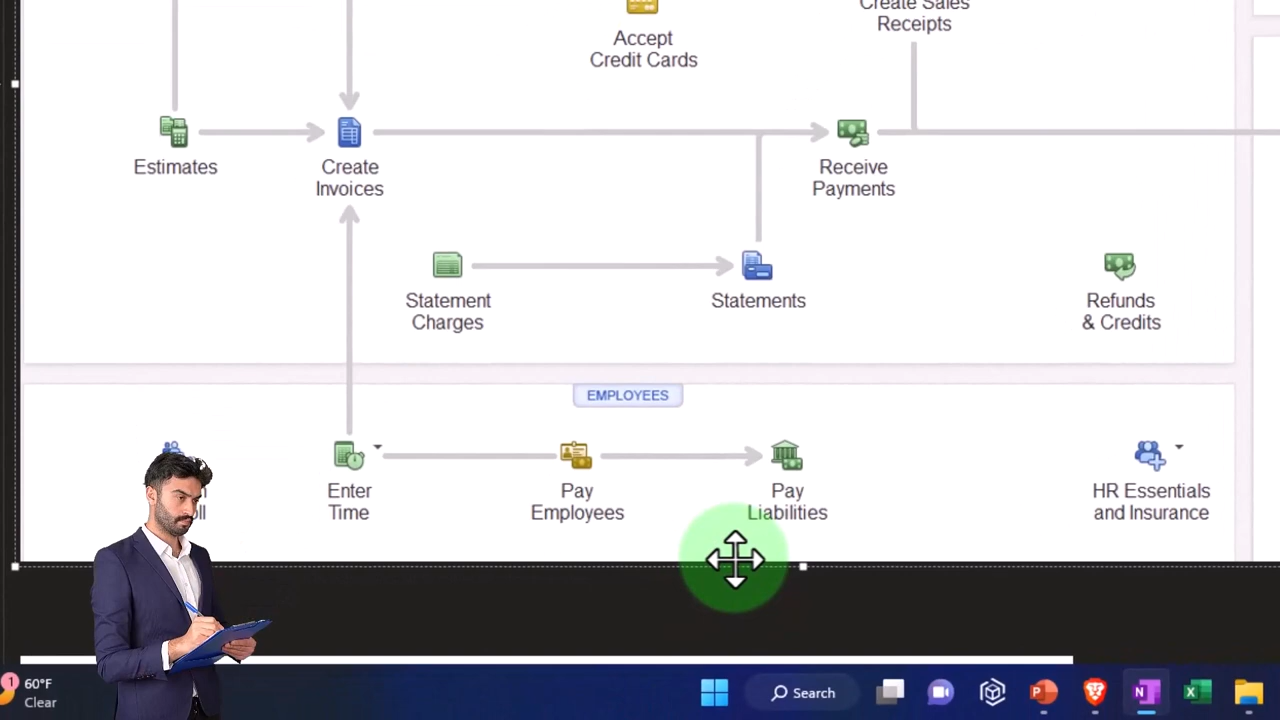 Create Sales
Receipts
Accept
Credit Cards
Estimates
Create
Invoices
Receive
Payments
Statement
Charges
Statements
Refunds
& Credits
EMPLOYEES
Enter
Time
Pay
Employees
Pay
Liabilities
HR Essentials
and Insurance
1
60°F
Clear
Search